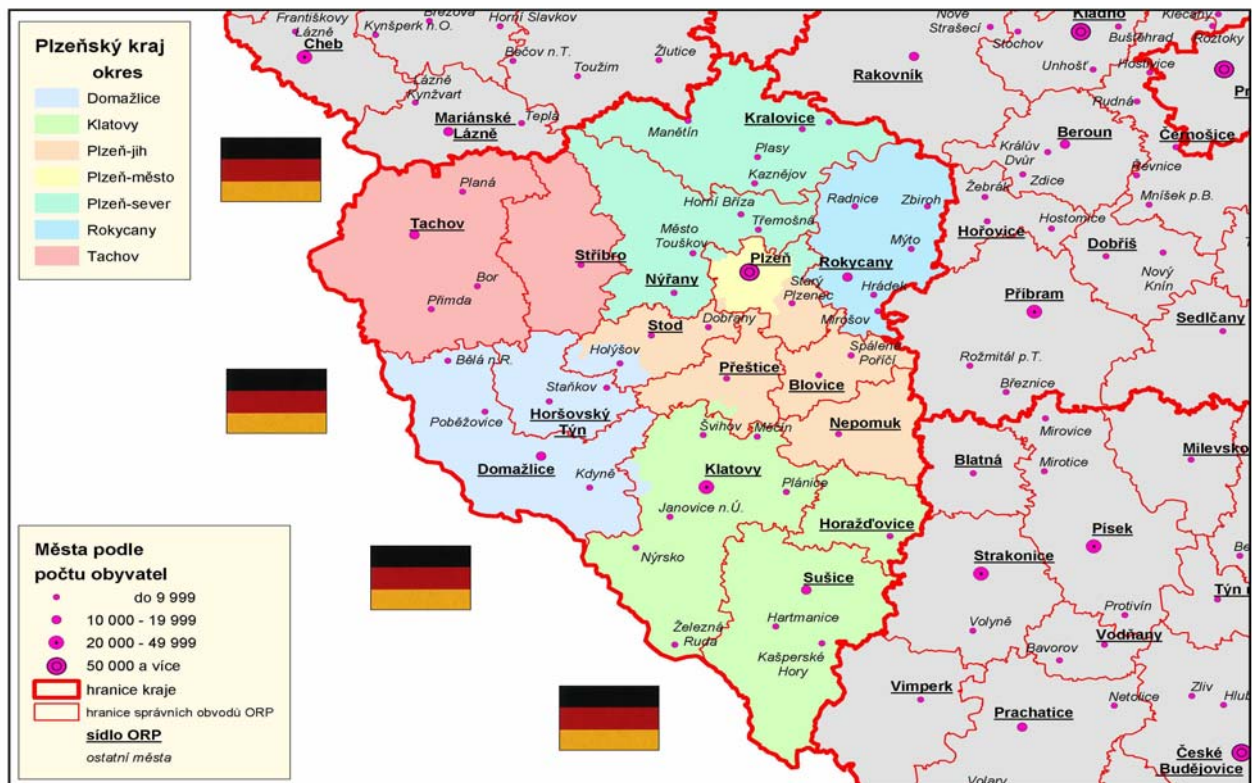 Plzeňský kraj
okres
Domažlice
Klatovy
Plzeň-jih
Plzeň-město
Plzeň-sever
Rokycany
Tachov
Města podle
počtu obyvatel
do 9 999
10 000 - 19 999
20 000 - 49 999
50 000 a více
hranice kraje
hranice správních obvodů ORP
sídlo ORP
ostatní města
Františkovy
Lázně
Cheb
Kynšperk n.O.
Březová
Horní Slavkov
Bečov n.T.
Toužim
Žlutice
Lázně
Kynžvart
Mariánské
Lázně
Teplá
Nové
Strašecí
Stochov
Kladno
Buštěhrad
Klecany
Roztoky
Unhošť
Hostivice
Rakovník
Rudná
Beroun
Černošice
Králův
Dvůr
Zdice
Řevnice
Mníšek p.B.
Žebrák
Hořovice
Hostomice
Dobříš
Nový
Knín
Příbram
Sedlčany
Rožmitál p.T.
Březnice
Manětín
Kralovice
Plasy
Kaznějov
Horní Bříza
Třemošná
Město
Touškov
Nýřany
Plzeň
Starý
Plzenec
Radnice
Zbiroh
Mýto
Rokycany
Hrádek
Mirošov
Planá
Tachov
Stříbro
Bor
Přimda
Stod
Dobřany
Holýšov
Přeštice
Blovice
Spálené
Poříčí
Nepomuk
Bělá n.R.
Staňkov
Horšovský
Týn
Poběžovice
Domažlice
Kdyně
Švihov
Měčín
Klatovy
Plánice
Janovice n.Ú.
Horažďovice
Nýrsko
Sušice
Hartmanice
Železná
Ruda
Kašperské
Hory
Mirovice
Milevsko
Blatná
Mirotice
Písek
Strakonice
Týn
Protivín
Volyně
Vodňany
Bavorov
Vimperk
Netolice
Zliv
Prachatice
České
Budějovice
Volary